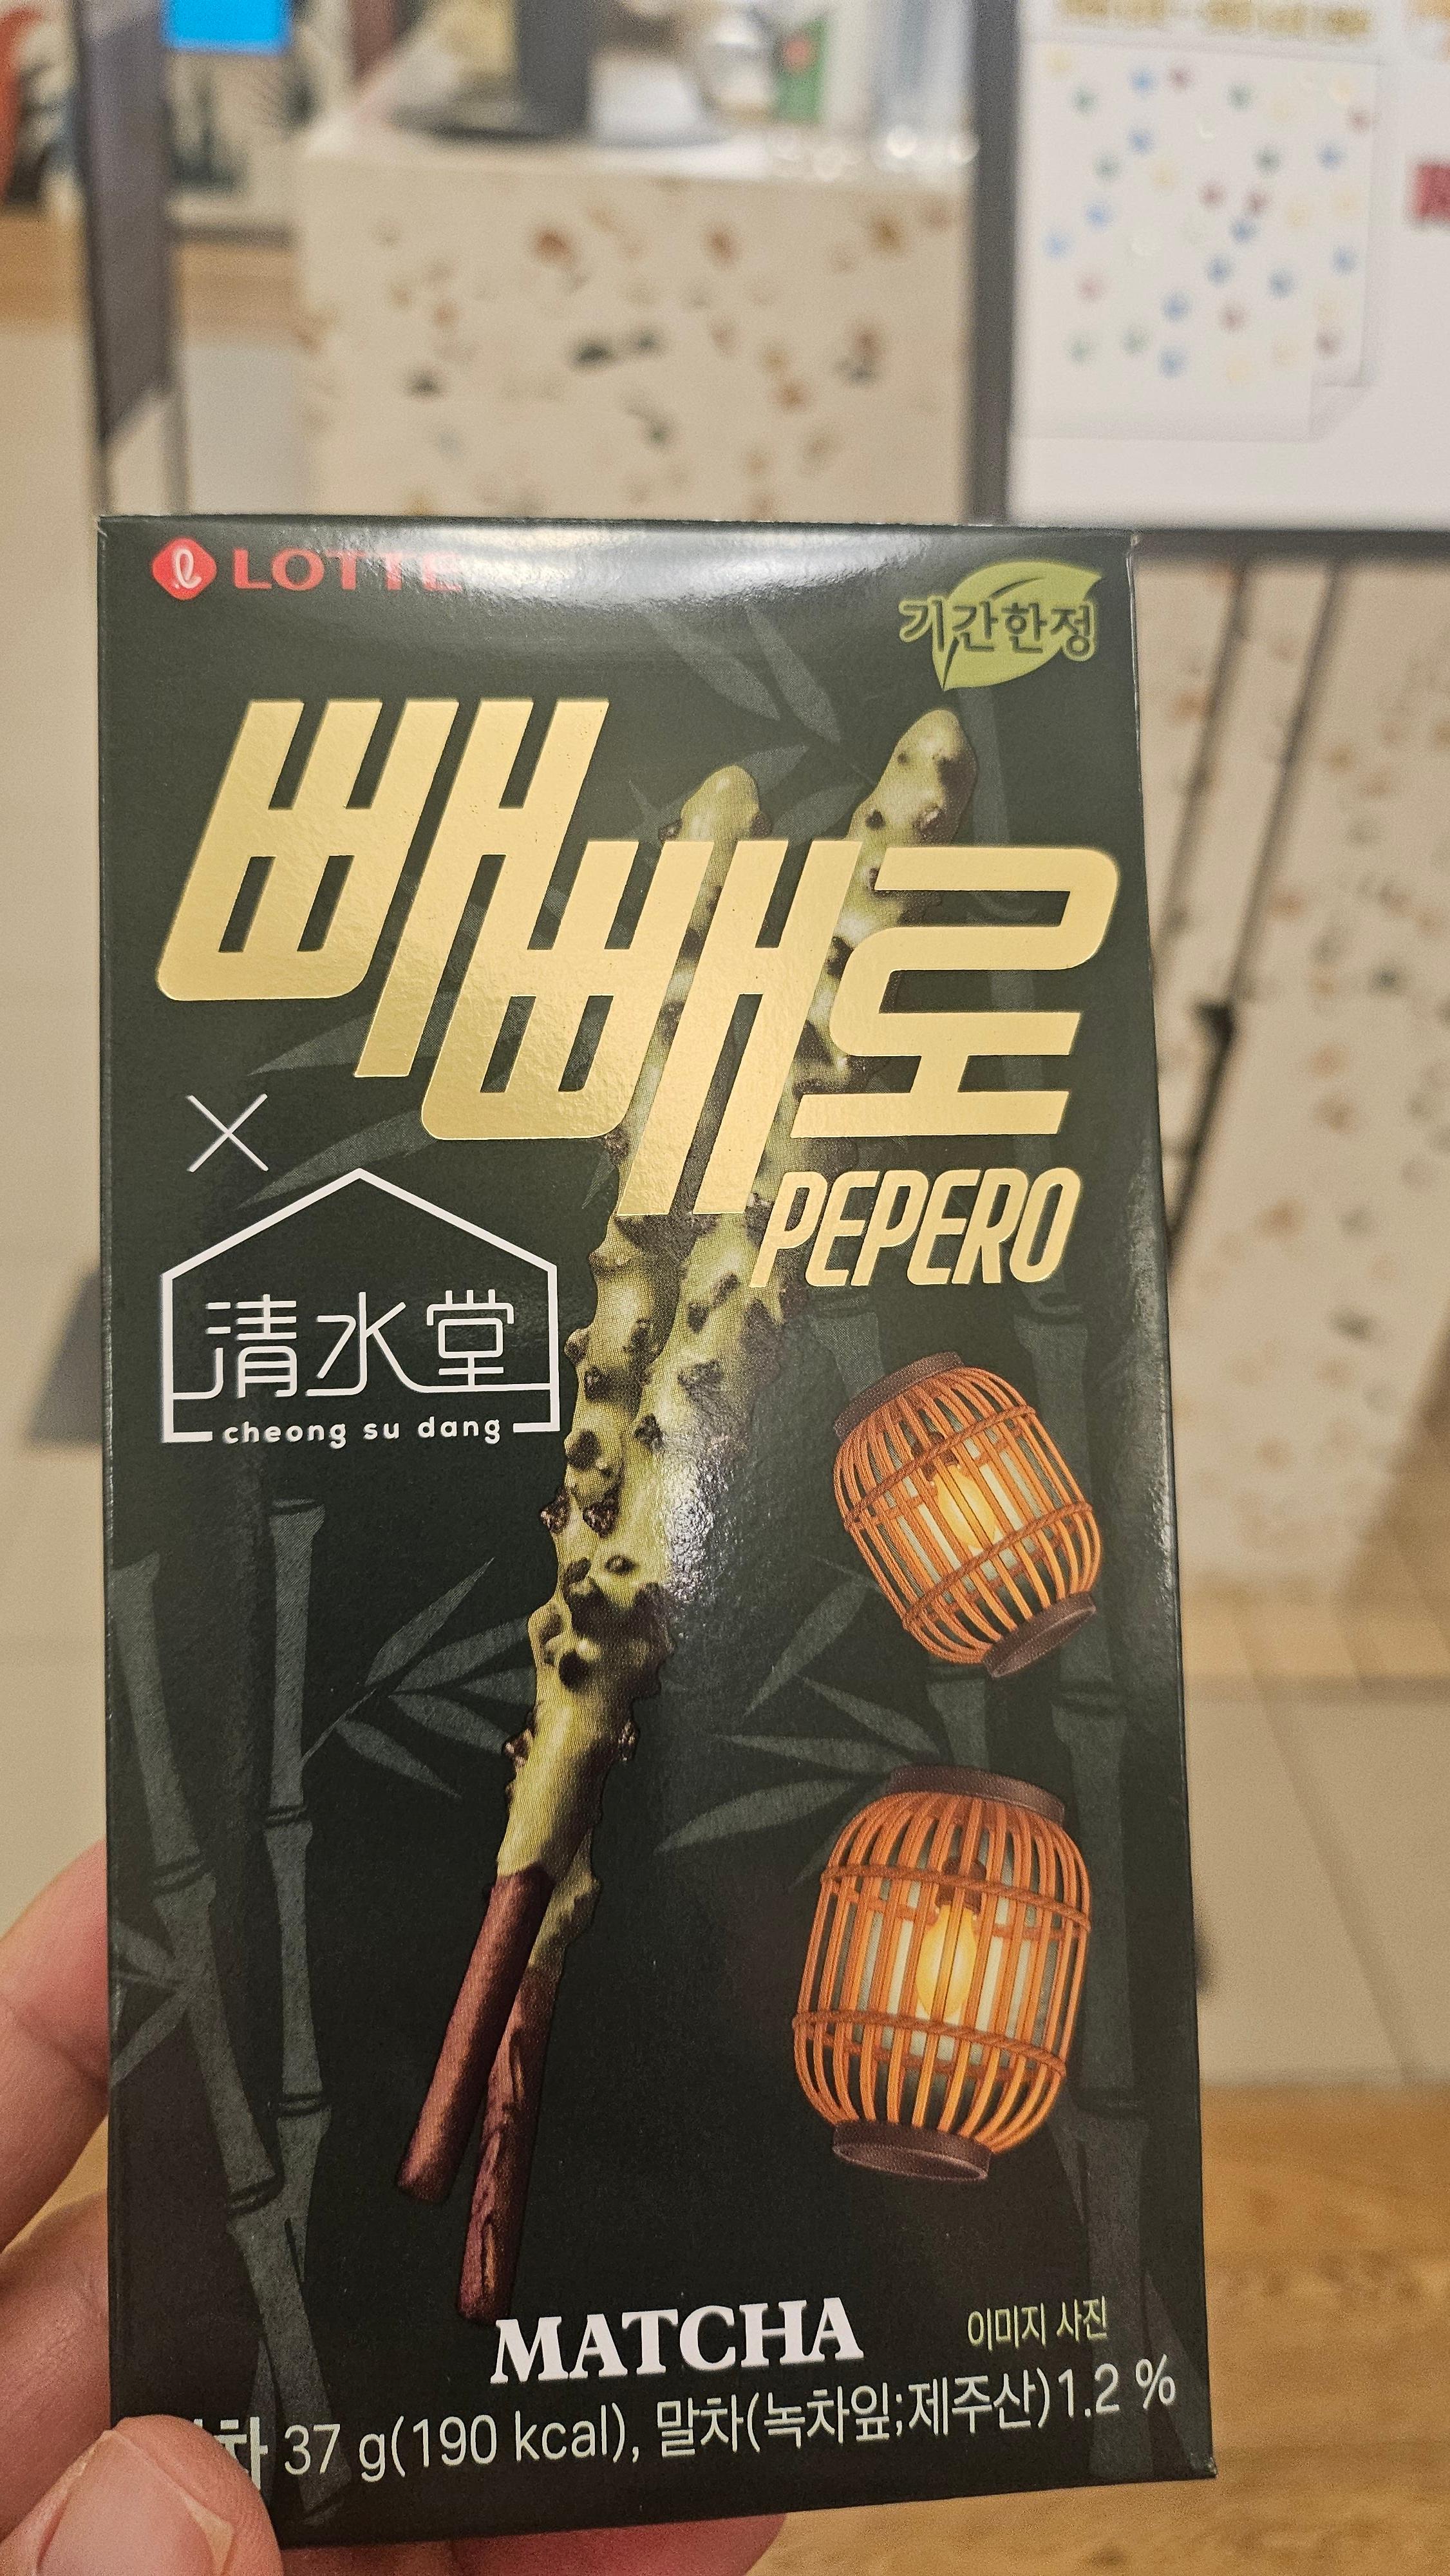 LOTTE
기간한정
빼빼로
PEPERO
×
清水堂
cheong su dang
MATCHA
이미지 사진
37 g(190 kcal), 말차(녹차잎;제주산)1.2 %